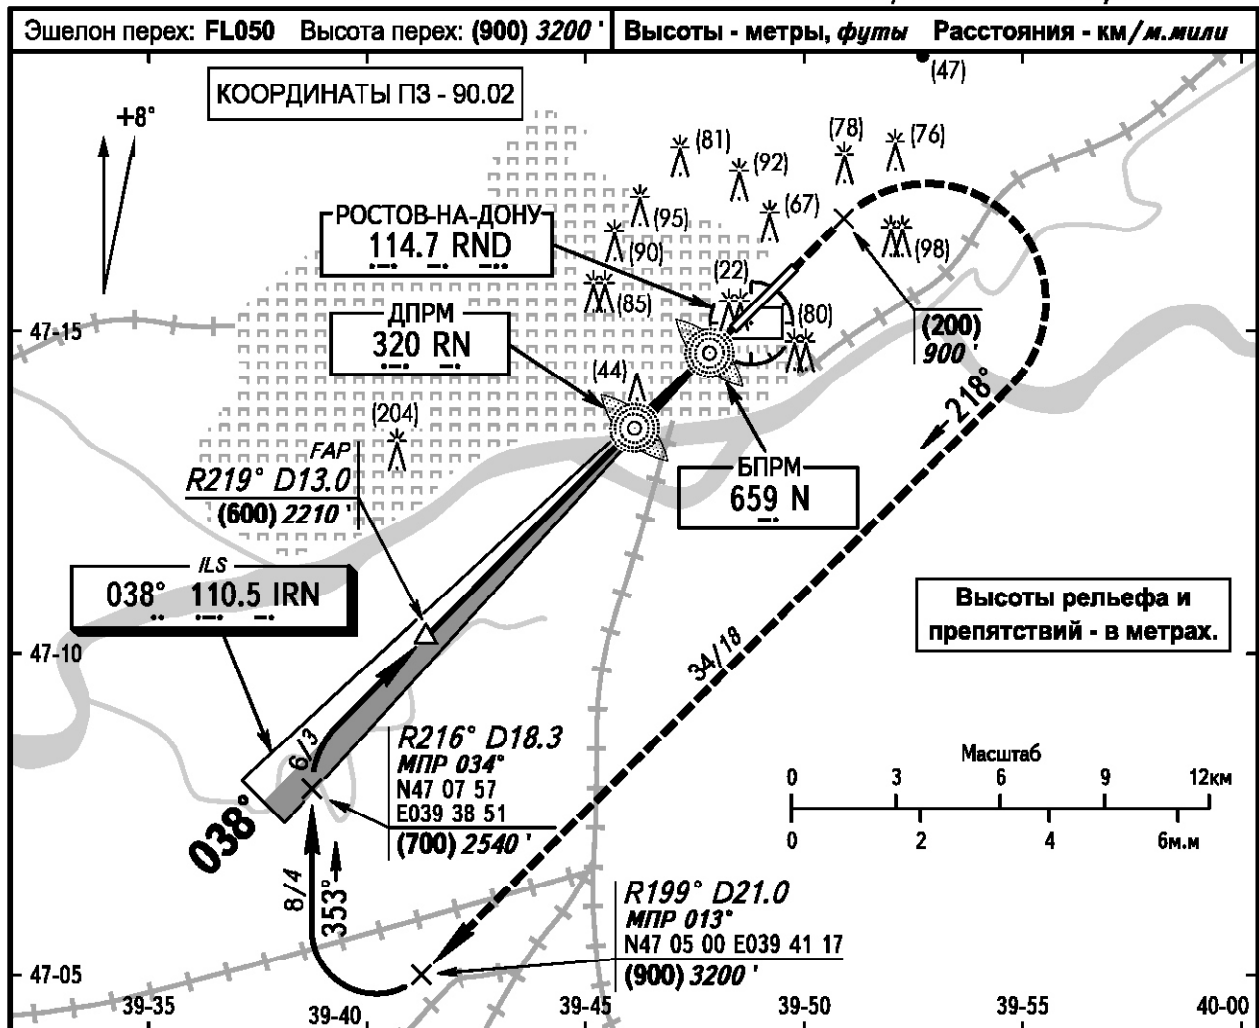 Эшелон перех: FL050 Высота перех: (900) 3200 ' Высоты - метры, футы Расстояния - км/м.мили
КООРДИНАТЫ ПЗ - 90.02
(47)
+8°
(81)
(78)
(76)
(92)
(95)
(67)
РОСТОВ-НА-ДОНУ
114.7 RND
(90)
(98)
(22)
(85)
(80)
(200)
900 '
47-15
ДПРМ
320 RN
(44)
218°
(204)
FAP
R219° D13.0
(600) 2210 '
БПРМ
659 N
ILS
038° 110.5 IRN
Высоты рельефа и
препятствий - в метрах.
47-10
34/18
6/3
R216° D18.3
МПР 034°
N47 07 57
E039 38 51
(700) 2540 '
038°
Масштаб
0 3 6 9 12км
0 2 4 6м.м
8/4
353°
R199° D21.0
МПР 013°
N47 05 00 E039 41 17
(900) 3200 '
47-05
39-35 39-40 39-45 39-50 39-55 40-00